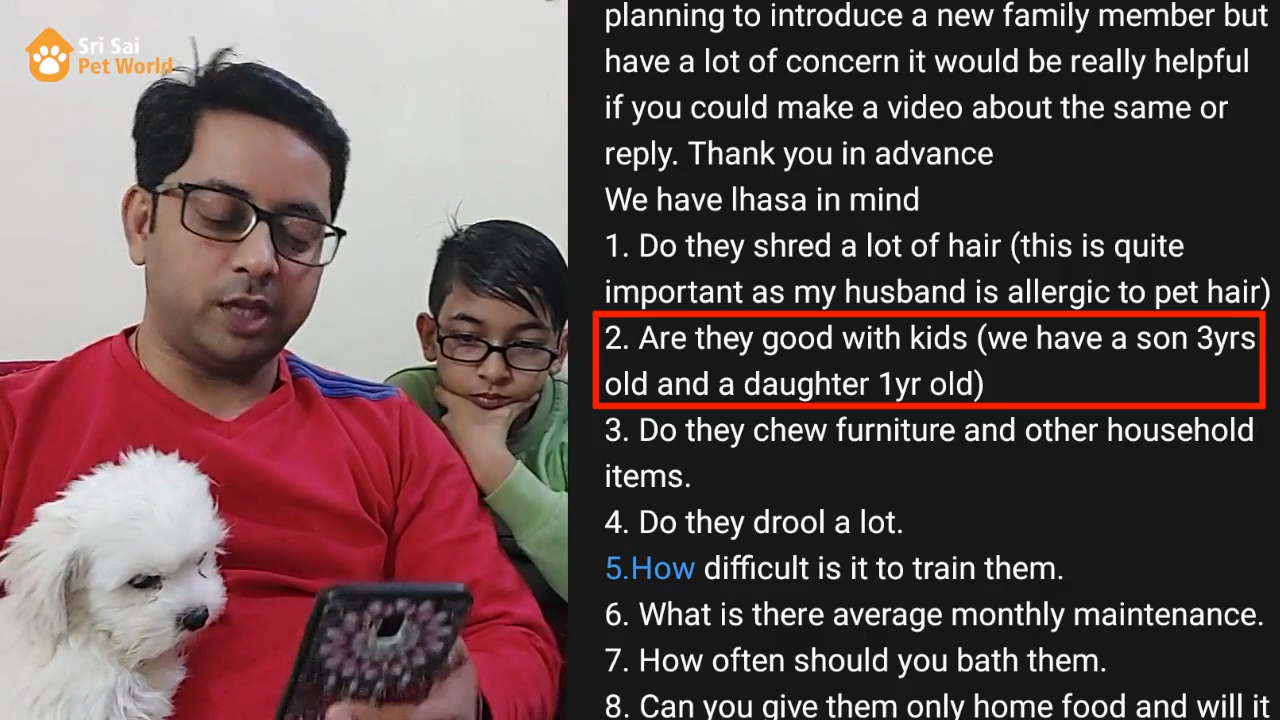 Sri Sai
Pet World
planning to introduce a new family member but
have a lot of concern it would be really helpful
if you could make a video about the same or
reply. Thank you in advance
We have lhasa in mind
1. Do they shred a lot of hair (this is quite
important as my husband is allergic to pet hair)
2. Are they good with kids (we have a son 3yrs
old and a daughter 1yr old)
3. Do they chew furniture and other household
items.
4. Do they drool a lot.
5.How difficult is it to train them.
6. What is there average monthly maintenance.
7. How often should you bath them.
8. Can you give them only home food and will it